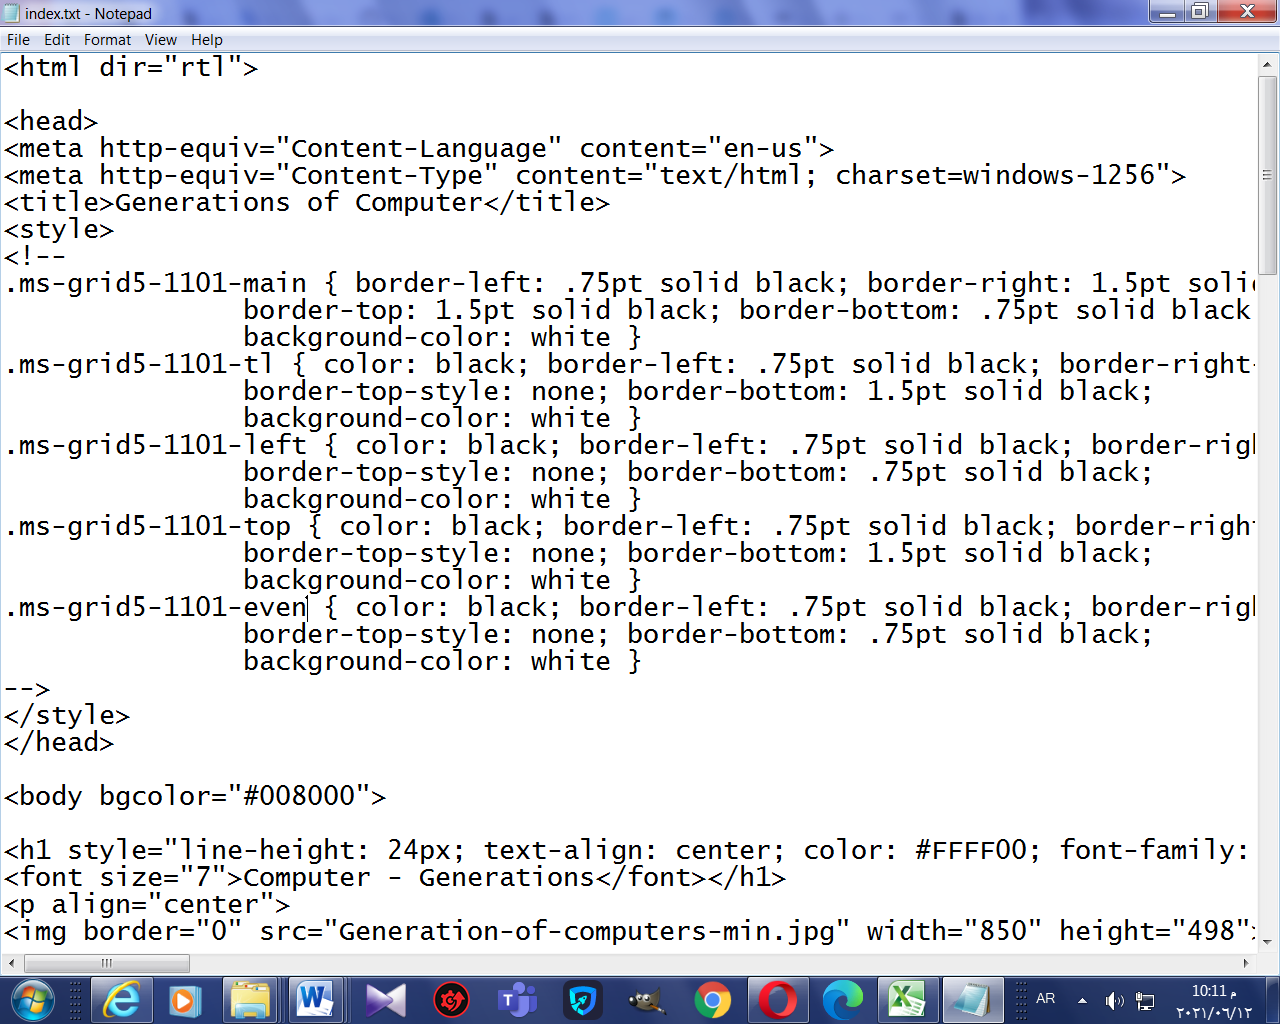 index.txt - Notepad
File Edit Format View Help
<html dir="rtl">
<head>
<meta http-equiv="Content-Language" content="en-us">
<meta http-equiv="Content-Type" content="text/html; charset=windows-1256">
<title>Generations of Computer</title>
<style>
<!--
.ms-grid5-1101-main { border-left: .75pt solid black; border-right: 1.5pt soli
border-top: 1.5pt solid black; border-bottom: .75pt solid black
background-color: white }
.ms-grid5-1101-tl { color: black; border-left: .75pt solid black; border-right-
border-top-style: none; border-bottom: 1.5pt solid black;
background-color: white }
.ms-grid5-1101-left { color: black; border-left: .75pt solid black; border-righ
border-top-style: none; border-bottom: .75pt solid black;
background-color: white }
.ms-grid5-1101-top { color: black; border-left: .75pt solid black; border-right
border-top-style: none; border-bottom: 1.5pt solid black;
background-color: white }
.ms-grid5-1101-even { color: black; border-left: .75pt solid black; border-righ
border-top-style: none; border-bottom: .75pt solid black;
background-color: white }
-->
</style>
</head>
<body bgcolor="#008000">
<h1 style="line-height: 24px; text-align: center; color: #FFFF00; font-family:
<font size="7">Computer - Generations</font></h1>
<p align="center">
<img border="0" src="Generation-of-computers-min.jpg" width="850" height="498">
AR
10:11 م
٢٠٢١/٠٦/١٢